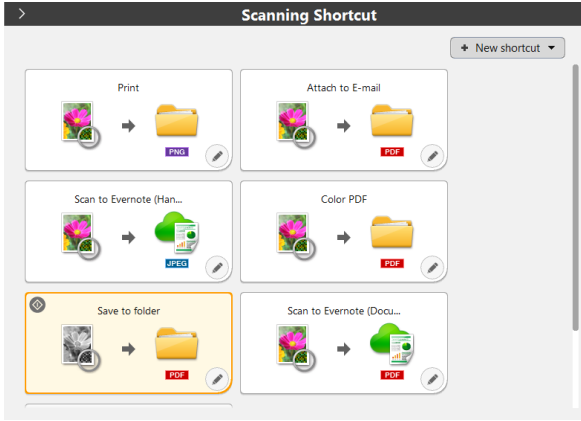 Scanning Shortcut
+ New shortcut
Print
PNG
Attach to E-mail
PDF
Scan to Evernote (Han...
JPEG
Color PDF
PDF
Save to folder
PDF
Scan to Evernote (Docu...
PDF